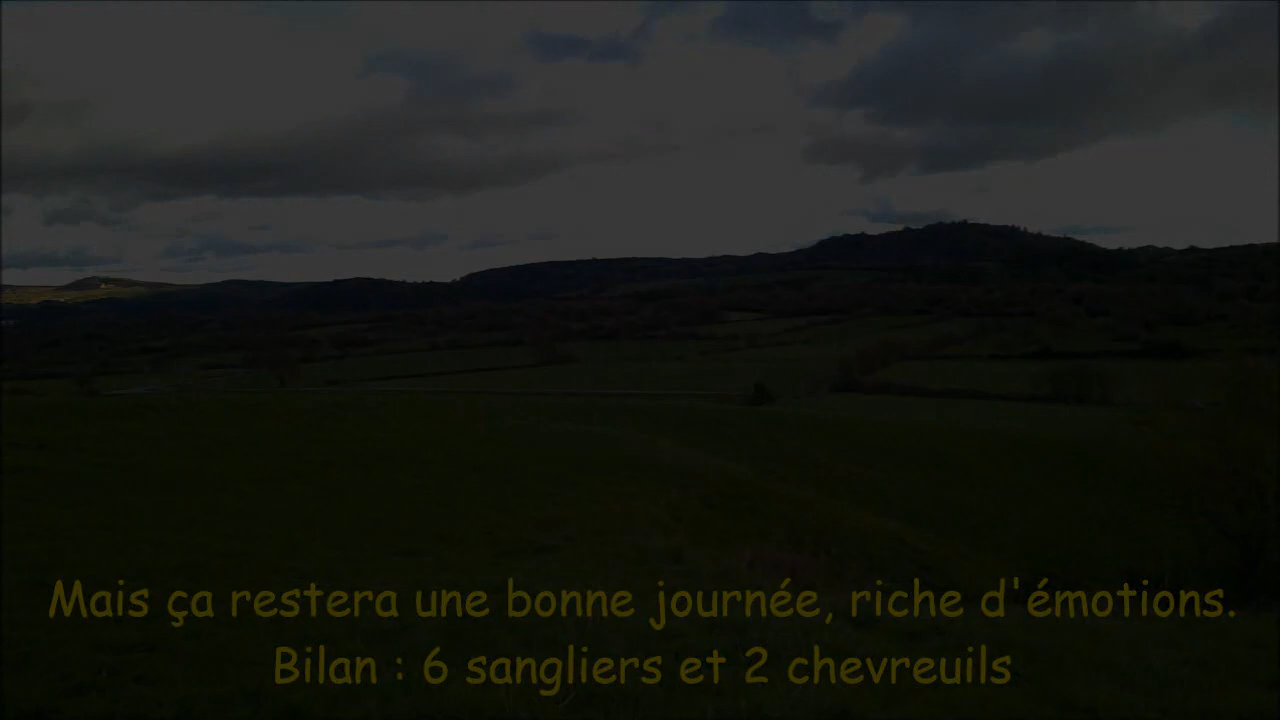 Mais ça restera une bonne journée, riche d'émotions.
Bilan : 6 sangliers et 2 chevreuils